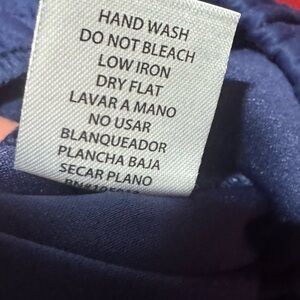 HAND WASH
DO NOT BLEACH
LOW IRON
DRY FLAT
LAVAR A MANO
NO USAR
BLANQUEADOR
PLANCHA BAJA
SECAR PLANO